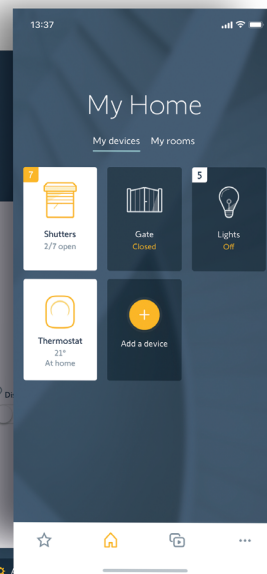 13:37
My Home
My devices My rooms
7
Shutters
2/7 open
Gate
Closed
5
Lights
Off
Thermostat
21°
At home
Add a device